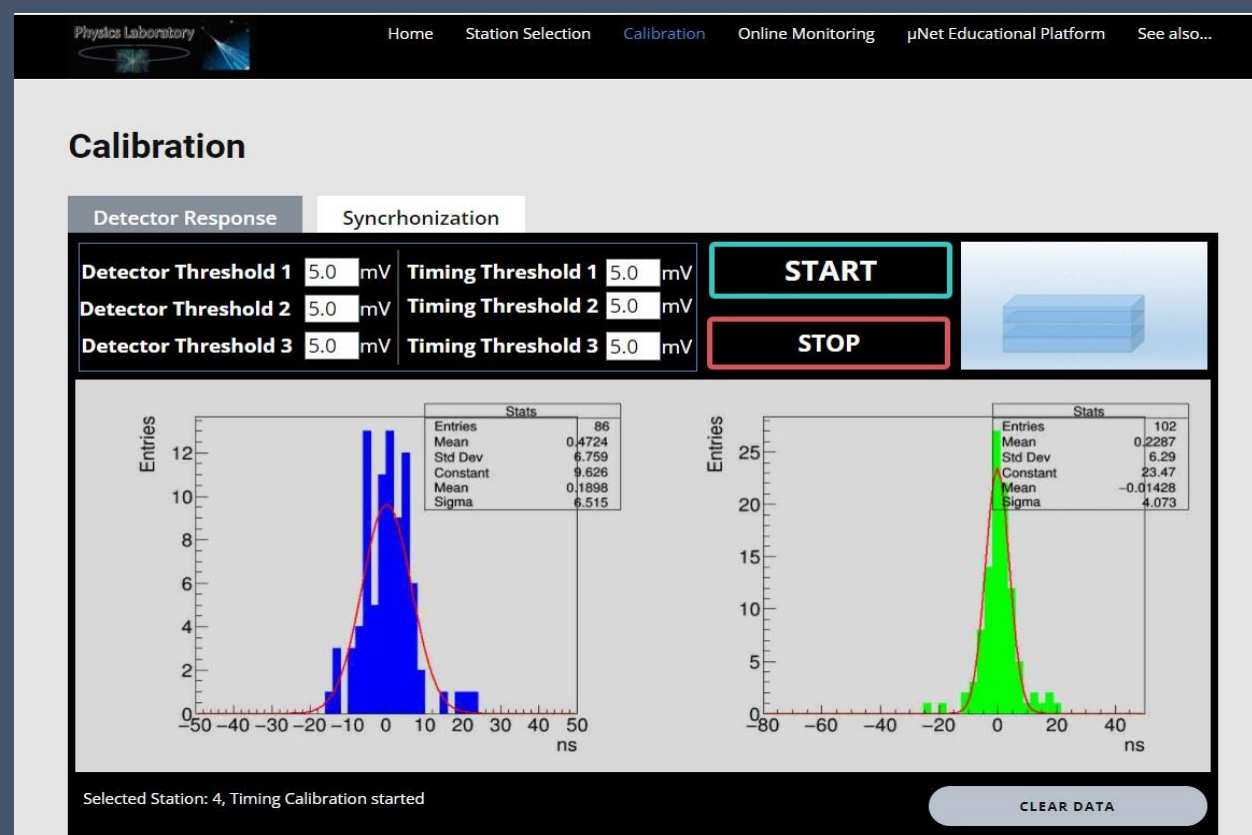 Physics Laboratory
Home Station Selection Calibration Online Monitoring μNet Educational Platform See also...
Calibration
Detector Response Syncrhonization
Detector Threshold 1 5.0 mV Timing Threshold 1 5.0 mV
Detector Threshold 2 5.0 mV Timing Threshold 2 5.0 mV
Detector Threshold 3 5.0 mV Timing Threshold 3 5.0 mV
START
STOP
Stats
Entries 86
Mean 0.4724
Std Dev 6.759
Constant 9.626
Mean 0.1898
Sigma 6.515
Entries
12
10
8
6
4
2
0
−50 −40 −30 −20 −10 0 10 20 30 40 50
ns
Stats
Entries 102
Mean 0.2287
Std Dev 6.29
Constant 23.47
Mean −0.01428
Sigma 4.073
Entries
25
20
15
10
5
0
−80 −60 −40 −20 0 20 40
ns
Selected Station: 4, Timing Calibration started
CLEAR DATA